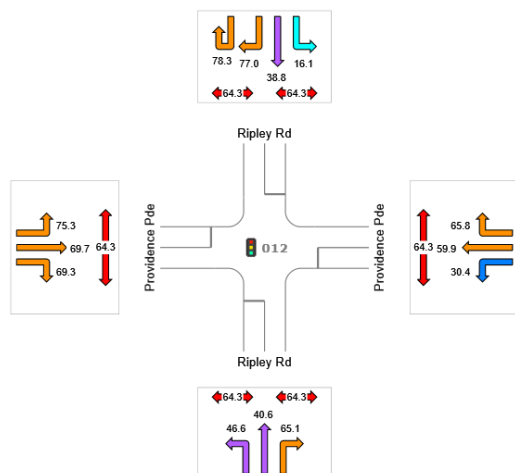 78.3 77.0 38.8 16.1
64.3 64.3
Ripley Rd
Providence Pde
75.3
69.7 64.3
69.3
012
Providence Pde
65.8
64.3 59.9
30.4
Ripley Rd
64.3 64.3
46.6 40.6 65.1